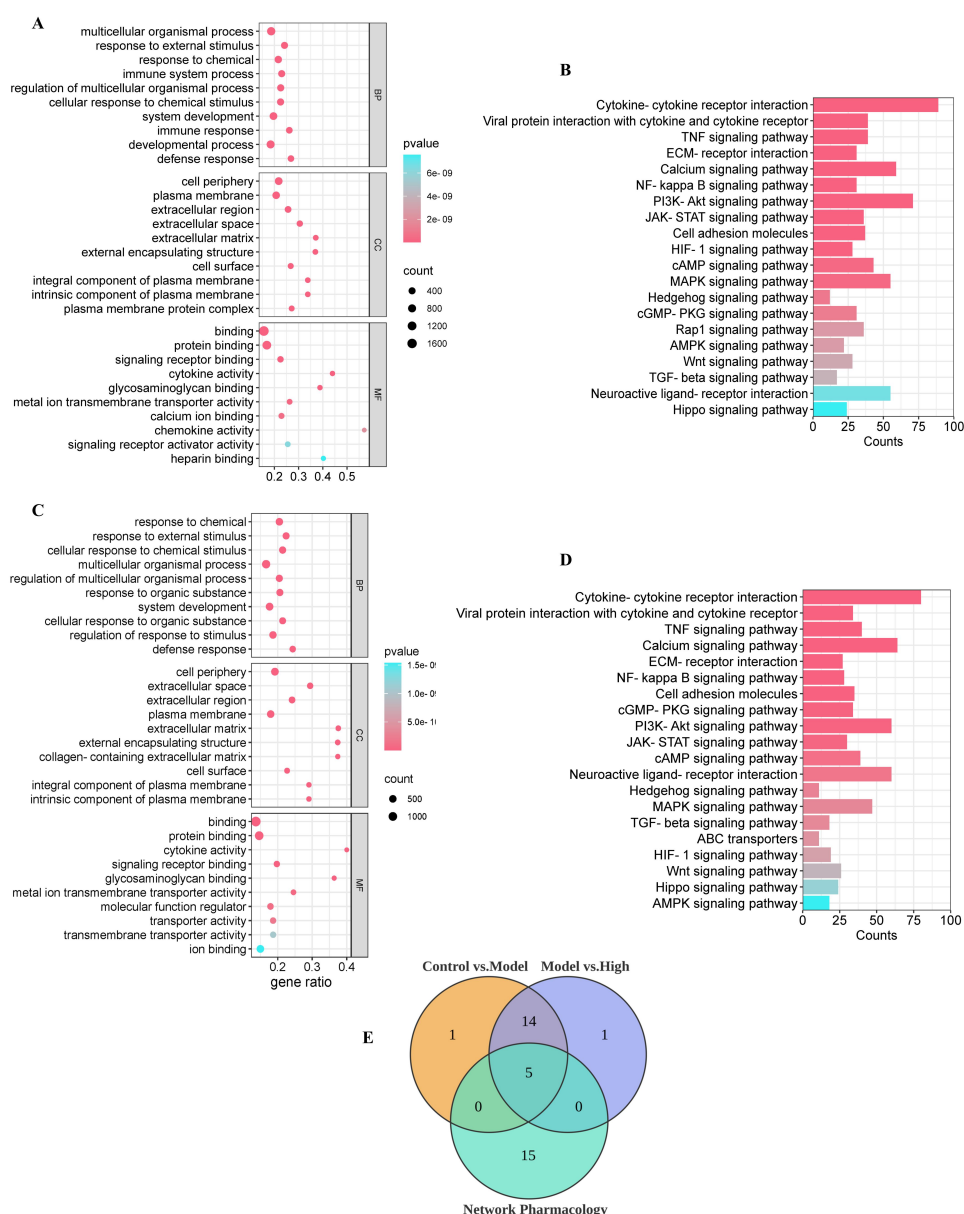 A
multicellular organismal process
response to external stimulus
response to chemical
immune system process
regulation of multicellular organismal process
cellular response to chemical stimulus
system development
immune response
developmental process
defense response
BP
cell periphery
plasma membrane
extracellular region
extracellular space
extracellular matrix
external encapsulating structure
cell surface
integral component of plasma membrane
intrinsic component of plasma membrane
plasma membrane protein complex
CC
binding
protein binding
signaling receptor binding
cytokine activity
glycosaminoglycan binding
metal ion transmembrane transporter activity
calcium ion binding
chemokine activity
signaling receptor activator activity
heparin binding
MF
0.2 0.3 0.4 0.5
pvalue
6e- 09
4e- 09
2e- 09
count
400
800
1200
1600
B
Cytokine- cytokine receptor interaction
Viral protein interaction with cytokine and cytokine receptor
TNF signaling pathway
ECM- receptor interaction
Calcium signaling pathway
NF- kappa B signaling pathway
PI3K- Akt signaling pathway
JAK- STAT signaling pathway
Cell adhesion molecules
HIF- 1 signaling pathway
cAMP signaling pathway
MAPK signaling pathway
Hedgehog signaling pathway
cGMP- PKG signaling pathway
Rap1 signaling pathway
AMPK signaling pathway
Wnt signaling pathway
TGF- beta signaling pathway
Neuroactive ligand- receptor interaction
Hippo signaling pathway
0 25 50 75 100
Counts
C
response to chemical
response to external stimulus
cellular response to chemical stimulus
multicellular organismal process
regulation of multicellular organismal process
response to organic substance
system development
cellular response to organic substance
regulation of response to stimulus
defense response
BP
cell periphery
extracellular space
extracellular region
plasma membrane
extracellular matrix
external encapsulating structure
collagen- containing extracellular matrix
cell surface
integral component of plasma membrane
intrinsic component of plasma membrane
CC
binding
protein binding
cytokine activity
signaling receptor binding
glycosaminoglycan binding
metal ion transmembrane transporter activity
molecular function regulator
transporter activity
transmembrane transporter activity
ion binding
MF
0.2 0.3 0.4
gene ratio
pvalue
1.5e- 0
1.0e- 0
5.0e- 1
count
500
1000
D
Cytokine- cytokine receptor interaction
Viral protein interaction with cytokine and cytokine receptor
TNF signaling pathway
Calcium signaling pathway
ECM- receptor interaction
NF- kappa B signaling pathway
Cell adhesion molecules
cGMP- PKG signaling pathway
PI3K- Akt signaling pathway
JAK- STAT signaling pathway
cAMP signaling pathway
Neuroactive ligand- receptor interaction
Hedgehog signaling pathway
MAPK signaling pathway
TGF- beta signaling pathway
ABC transporters
HIF- 1 signaling pathway
Wnt signaling pathway
Hippo signaling pathway
AMPK signaling pathway
0 25 50 75 100
Counts
E
Control vs.Model Model vs.High
1 14 1
5
0 0
15
Network Pharmacology